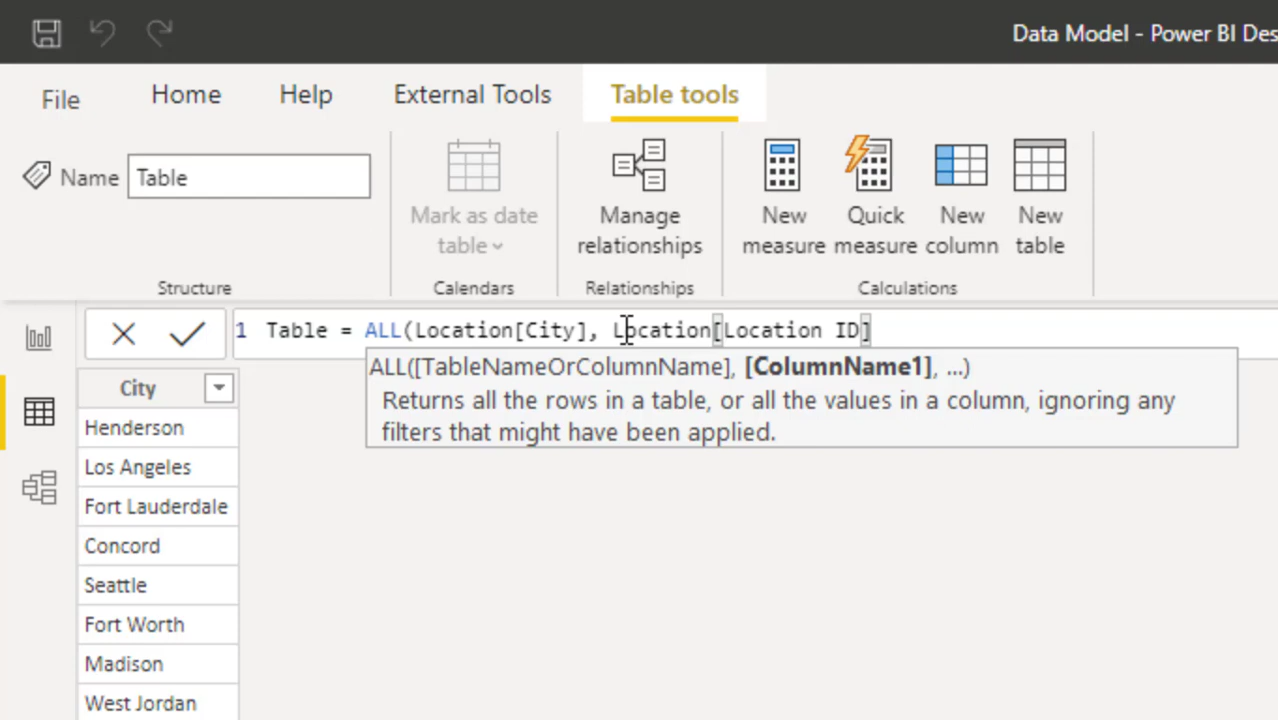 Data Model - Power BI Des
File
Home
Help
External Tools
Table tools
Name
Table
Mark as date
table
Manage
relationships
New
measure
Quick
measure
New
column
New
table
Structure
Calendars
Relationships
Calculations
1 Table = ALL(Location[City], Location[Location ID]
ALL([TableNameOrColumnName], [ColumnName1], ...)
Returns all the rows in a table, or all the values in a column, ignoring any
filters that might have been applied.
City
Henderson
Los Angeles
Fort Lauderdale
Concord
Seattle
Fort Worth
Madison
West Jordan